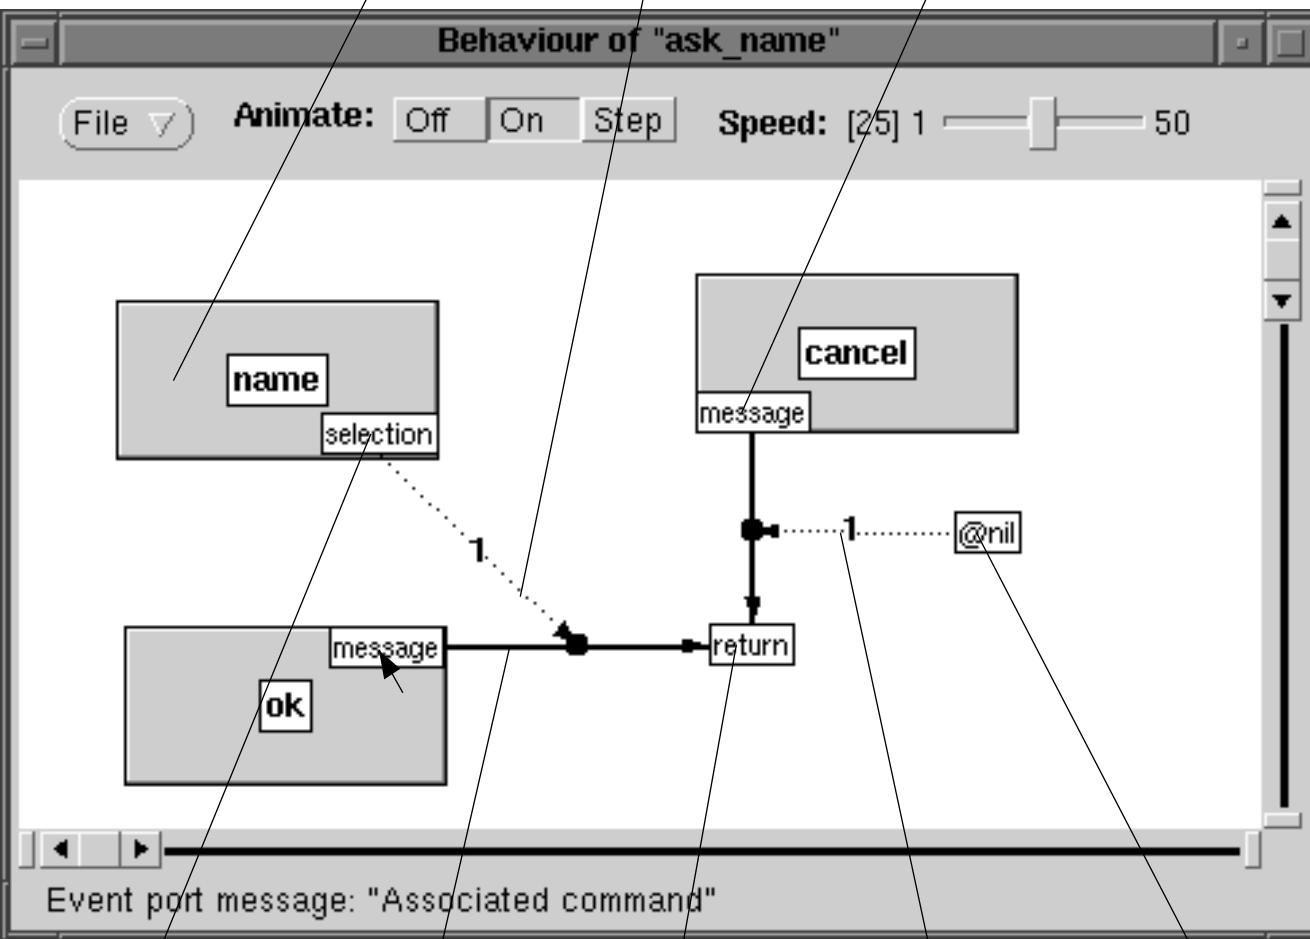 Behaviour of "ask_name"
File Animate: Off On Step Speed: [25] 1 50
name
selection
cancel
message
1
1
@nil
message
return
ok
Event port message: "Associated command"